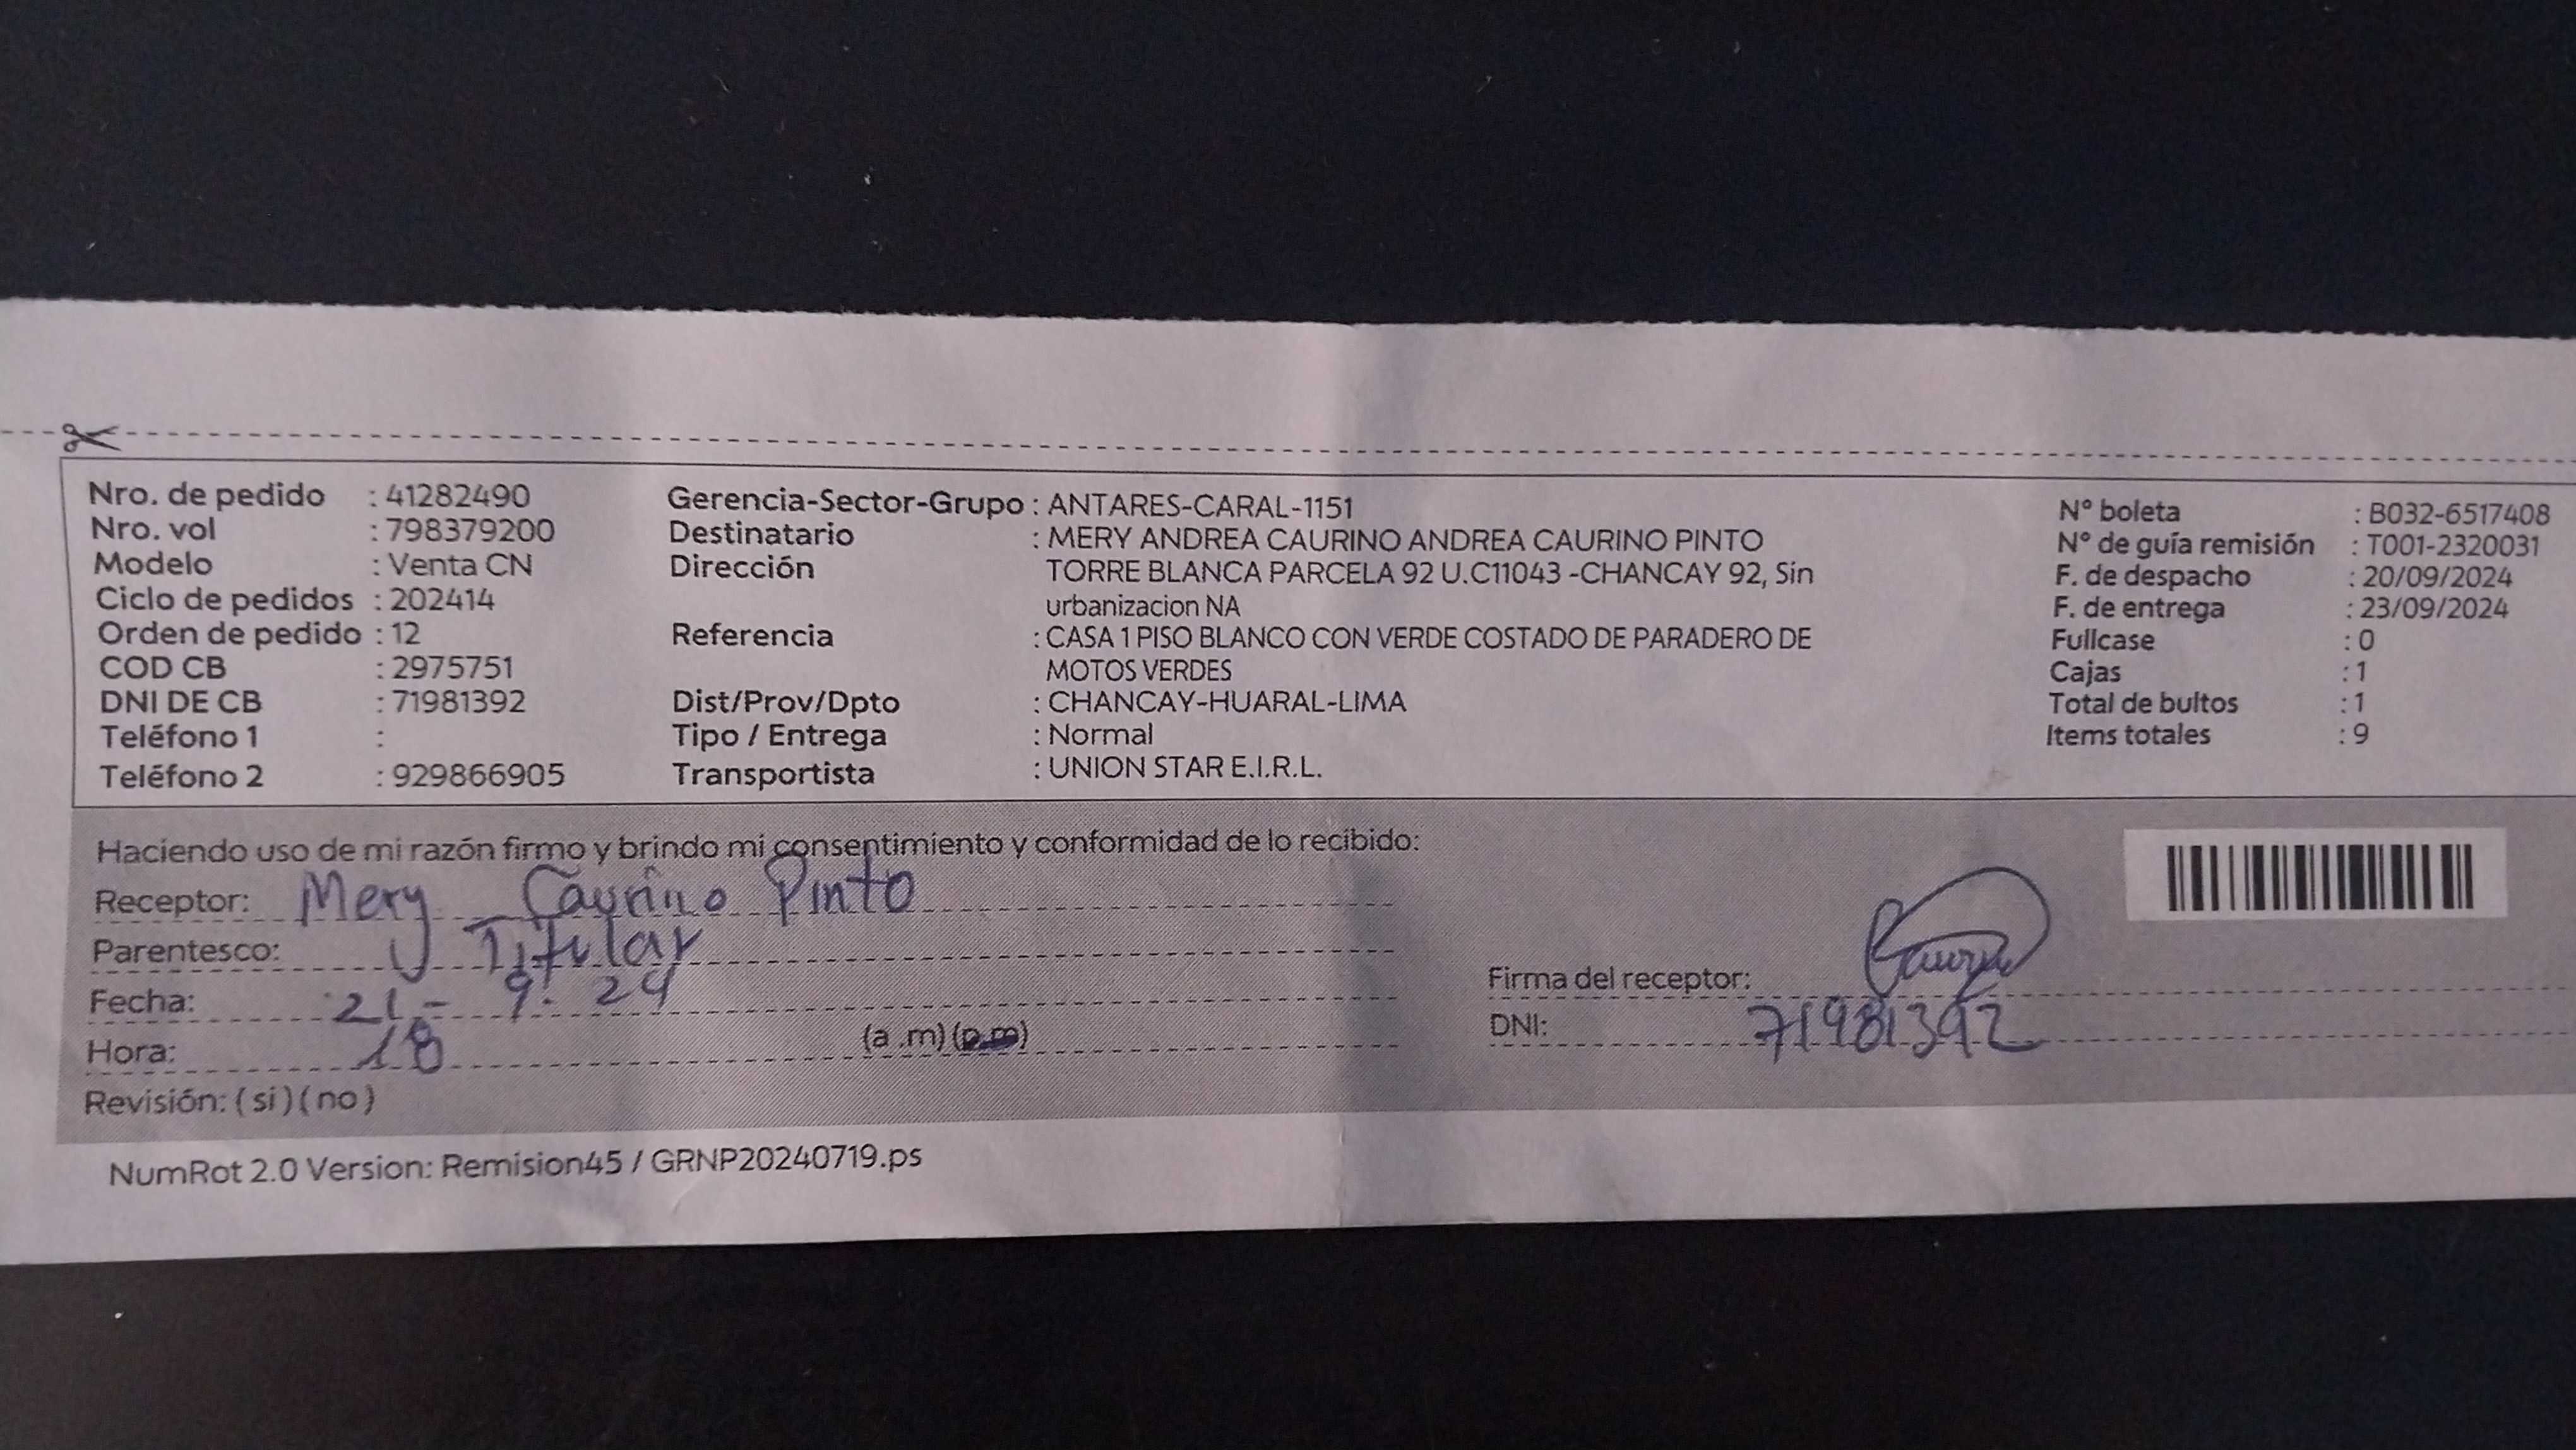 Nro. de pedido : 41282490
Nro. vol : 798379200
Modelo : Venta CN
Ciclo de pedidos : 202414
Orden de pedido : 12
COD CB : 2975751
DNI DE CB : 71981392
Teléfono 1 :
Teléfono 2 : 929866905
Gerencia-Sector-Grupo : ANTARES-CARAL-1151
Destinatario : MERY ANDREA CAURINO ANDREA CAURINO PINTO
Dirección TORRE BLANCA PARCELA 92 U.C11043 -CHANCAY 92, Sin
urbanizacion NA
Referencia : CASA 1 PISO BLANCO CON VERDE COSTADO DE PARADERO DE
MOTOS VERDES
Dist/Prov/Dpto : CHANCAY-HUARAL-LIMA
Tipo / Entrega : Normal
Transportista : UNION STAR E.I.R.L.
N° boleta : B032-6517408
N° de guía remisión : T001-2320031
F. de despacho : 20/09/2024
F. de entrega : 23/09/2024
Fullcase : 0
Cajas : 1
Total de bultos : 1
Items totales : 9
Haciendo uso de mi razón firmo y brindo mi consentimiento y conformidad de lo recibido:
Receptor: Mery Caurino Pinto
Parentesco: Titular
Fecha: 21 - 9. 24
Hora: 18 (a .m) (p.m)
Revisión: ( si ) ( no )
Firma del receptor:
DNI: 71981392
NumRot 2.0 Version: Remision45 / GRNP20240719.ps